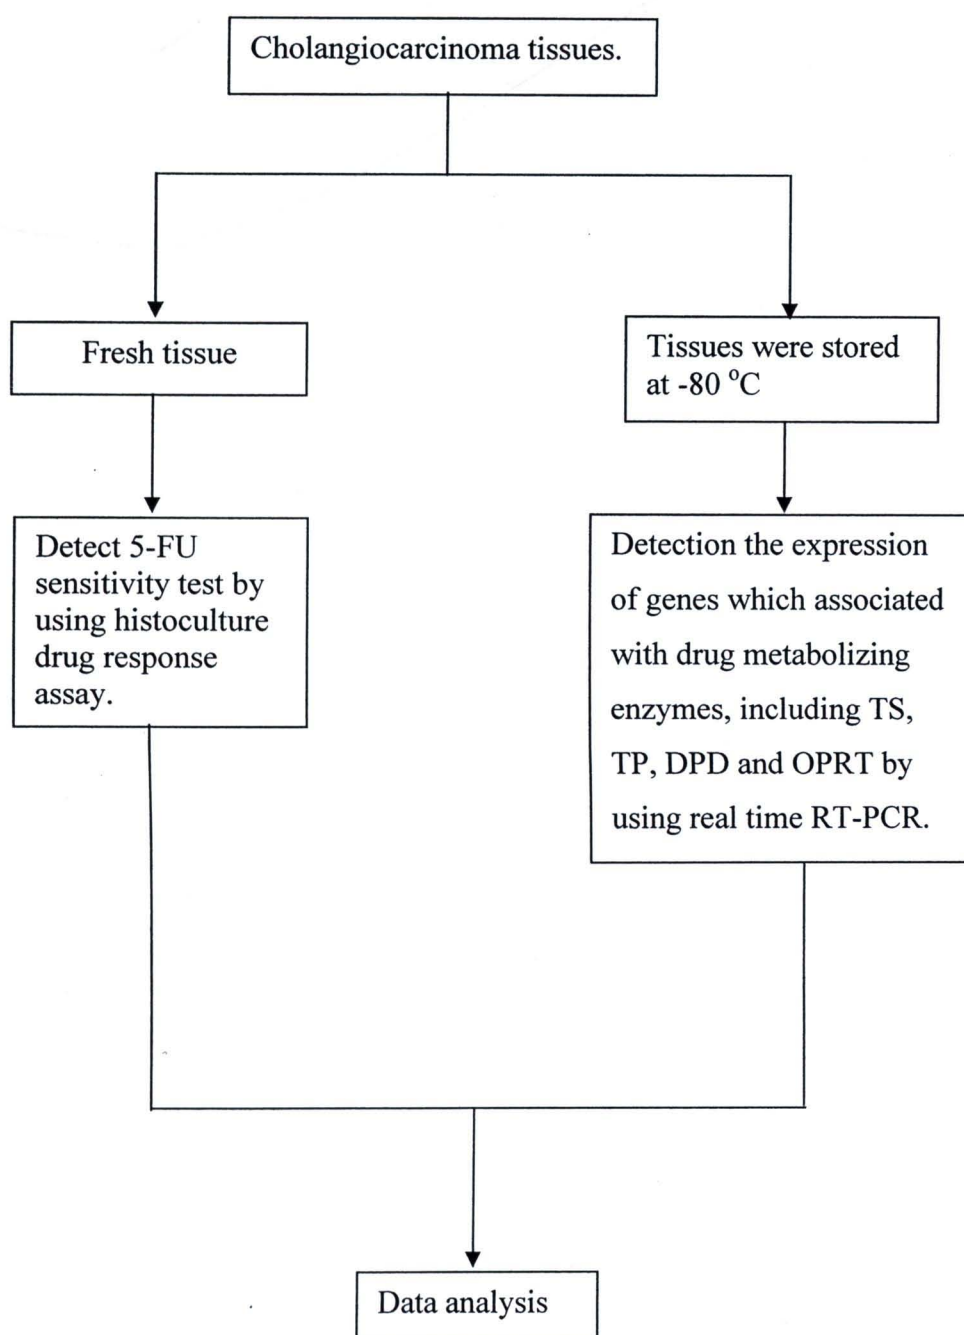 Cholangiocarcinoma tissues.
Fresh tissue
Tissues were stored
at -80 °C
Detect 5-FU
sensitivity test by
using histoculture
drug response
assay.
Detection the expression
of genes which associated
with drug metabolizing
enzymes, including TS,
TP, DPD and OPRT by
using real time RT-PCR.
Data analysis